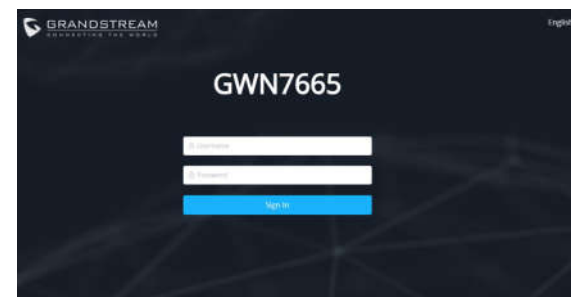 GRANDSTREAM
CONNECTING THE WORLD
English
GWN7665
Username
Password
Sign In